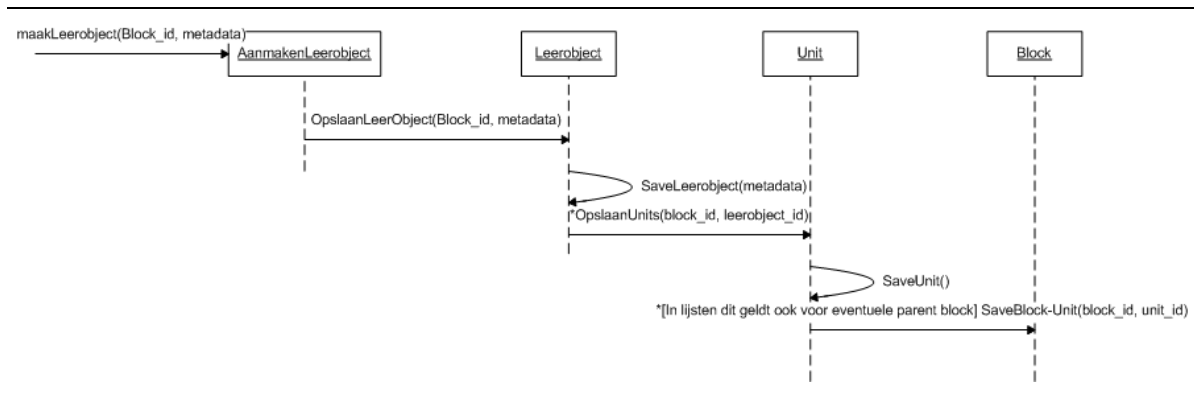 maakLeerobject(Block_id, metadata)
AanmakenLeerobject
Leerobject
Unit
Block
OpslaanLeerObject(Block_id, metadata)
SaveLeerobject(metadata)
*OpslaanUnits(block_id, leerobject_id)
SaveUnit()
*[In lijsten dit geldt ook voor eventuele parent block] SaveBlock-Unit(block_id, unit_id)